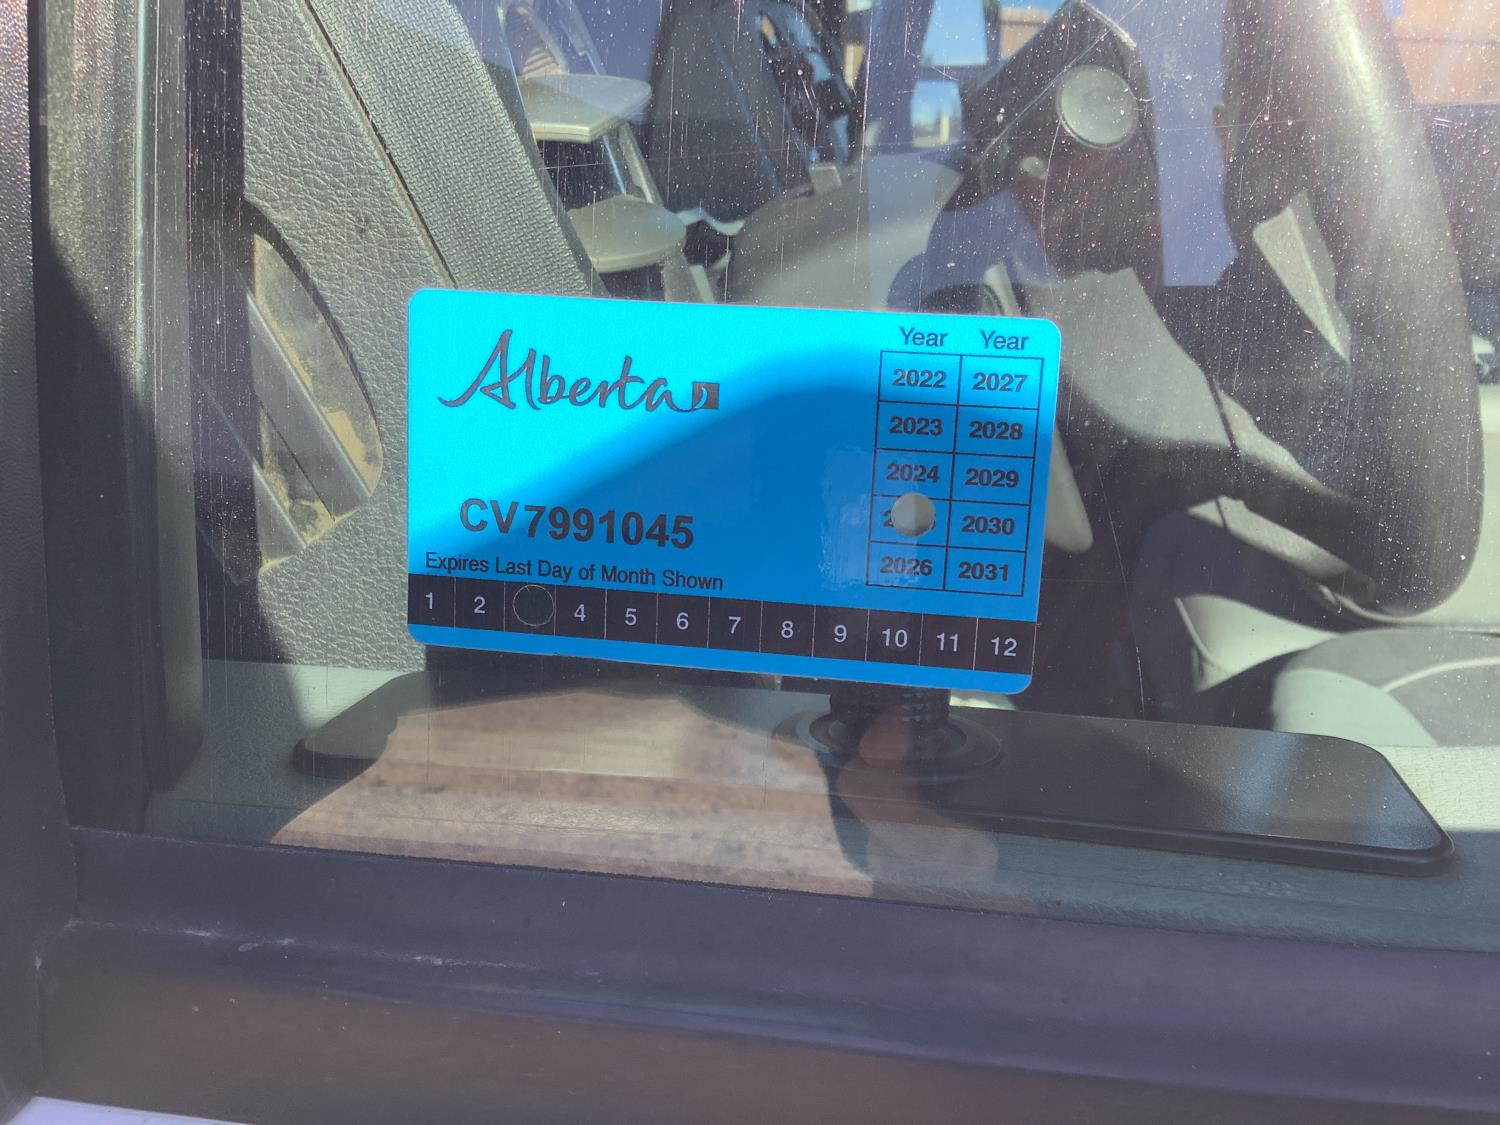 Alberta
Year Year
2022 2027
2023 2028
2024 2029
2030
2026 2031
CV7991045
Expires Last Day of Month Shown
1 2 4 5 6 7 8 9 10 11 12